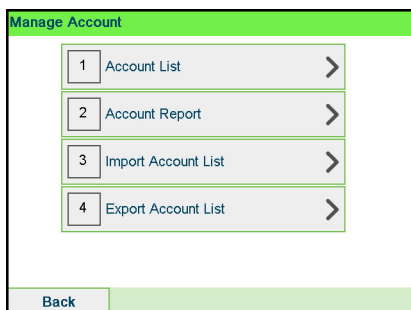 Manage Account
1 Account List
2 Account Report
3 Import Account List
4 Export Account List
Back